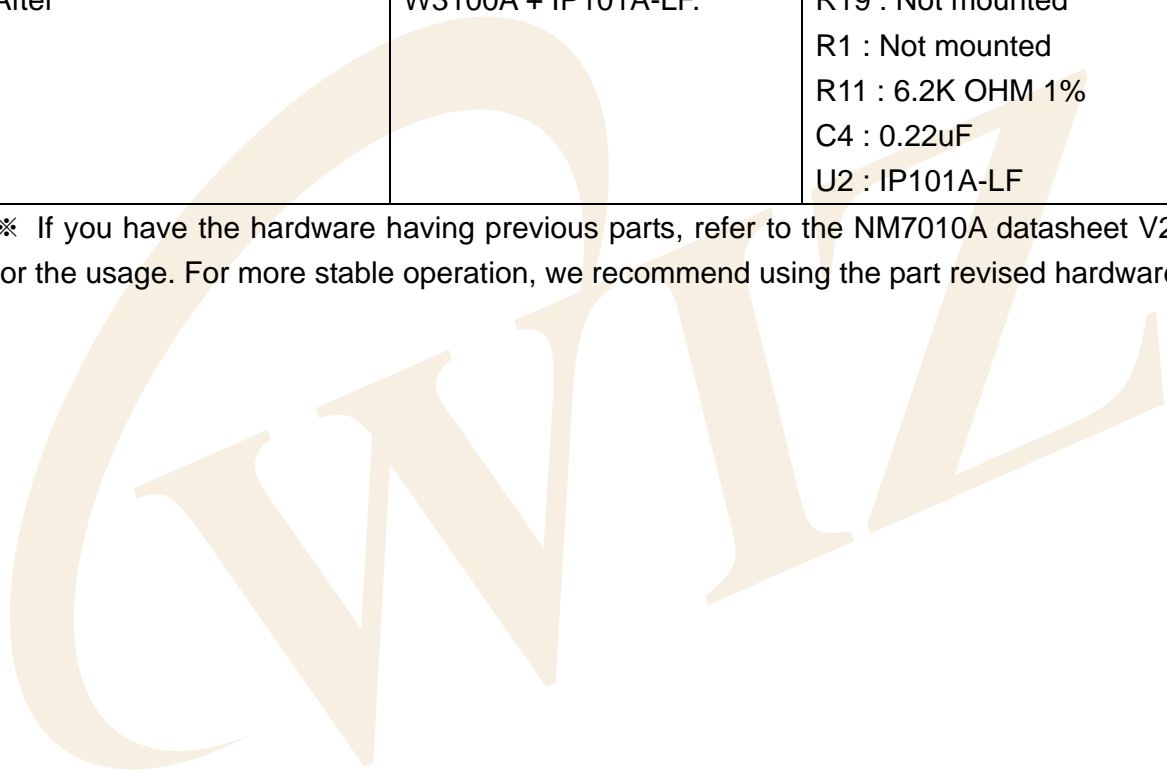 After W3100A + IP101A-LF. R19 : Not mounted
R1 : Not mounted
R11 : 6.2K OHM 1%
C4 : 0.22uF
U2 : IP101A-LF
※ If you have the hardware having previous parts, refer to the NM7010A datasheet V2
or the usage. For more stable operation, we recommend using the part revised hardware
WIZ